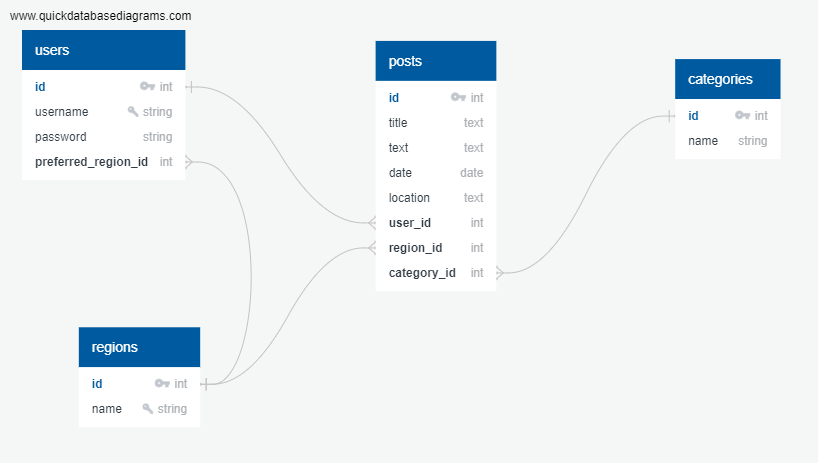 www.quickdatabasediagrams.com
users
id int
username string
password string
preferred_region_id int
posts
id int
title text
text text
date date
location text
user_id int
region_id int
category_id int
categories
id int
name string
regions
id int
name string